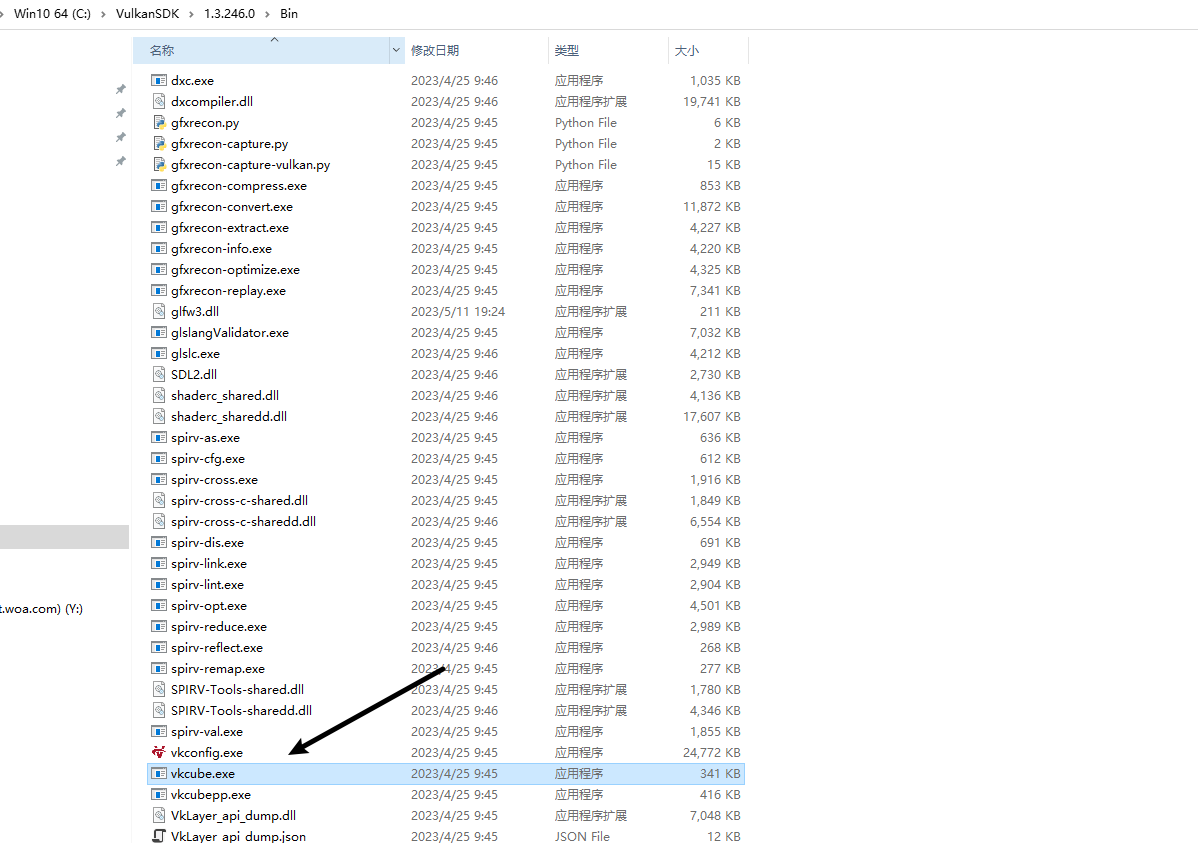 Win10 64 (C:) › VulkanSDK › 1.3.246.0 › Bin
名称 修改日期 类型 大小
dxc.exe 2023/4/25 9:46 应用程序 1,035 KB
dxcompiler.dll 2023/4/25 9:46 应用程序扩展 19,741 KB
gfxrecon.py 2023/4/25 9:45 Python File 6 KB
gfxrecon-capture.py 2023/4/25 9:45 Python File 2 KB
gfxrecon-capture-vulkan.py 2023/4/25 9:45 Python File 15 KB
gfxrecon-compress.exe 2023/4/25 9:45 应用程序 853 KB
gfxrecon-convert.exe 2023/4/25 9:45 应用程序 11,872 KB
gfxrecon-extract.exe 2023/4/25 9:45 应用程序 4,227 KB
gfxrecon-info.exe 2023/4/25 9:45 应用程序 4,220 KB
gfxrecon-optimize.exe 2023/4/25 9:45 应用程序 4,325 KB
gfxrecon-replay.exe 2023/4/25 9:45 应用程序 7,341 KB
glfw3.dll 2023/5/11 19:24 应用程序扩展 211 KB
glslangValidator.exe 2023/4/25 9:45 应用程序 7,032 KB
glslc.exe 2023/4/25 9:46 应用程序 4,212 KB
SDL2.dll 2023/4/25 9:46 应用程序扩展 2,730 KB
shaderc_shared.dll 2023/4/25 9:46 应用程序扩展 4,136 KB
shaderc_sharedd.dll 2023/4/25 9:46 应用程序扩展 17,607 KB
spirv-as.exe 2023/4/25 9:45 应用程序 636 KB
spirv-cfg.exe 2023/4/25 9:45 应用程序 612 KB
spirv-cross.exe 2023/4/25 9:45 应用程序 1,916 KB
spirv-cross-c-shared.dll 2023/4/25 9:45 应用程序扩展 1,849 KB
spirv-cross-c-sharedd.dll 2023/4/25 9:46 应用程序扩展 6,554 KB
spirv-dis.exe 2023/4/25 9:45 应用程序 691 KB
spirv-link.exe 2023/4/25 9:45 应用程序 2,949 KB
spirv-lint.exe 2023/4/25 9:45 应用程序 2,904 KB
spirv-opt.exe 2023/4/25 9:45 应用程序 4,501 KB
t.woa.com) (Y:)
spirv-reduce.exe 2023/4/25 9:45 应用程序 2,989 KB
spirv-reflect.exe 2023/4/25 9:46 应用程序 268 KB
spirv-remap.exe 2023/4/25 9:45 应用程序 277 KB
SPIRV-Tools-shared.dll 2023/4/25 9:45 应用程序扩展 1,780 KB
SPIRV-Tools-sharedd.dll 2023/4/25 9:46 应用程序扩展 4,346 KB
spirv-val.exe 2023/4/25 9:45 应用程序 1,855 KB
vkconfig.exe 2023/4/25 9:45 应用程序 24,772 KB
vkcube.exe 2023/4/25 9:45 应用程序 341 KB
vkcubepp.exe 2023/4/25 9:45 应用程序 416 KB
VkLayer_api_dump.dll 2023/4/25 9:45 应用程序扩展 7,048 KB
VkLayer_api_dump.json 2023/4/25 9:45 JSON File 12 KB